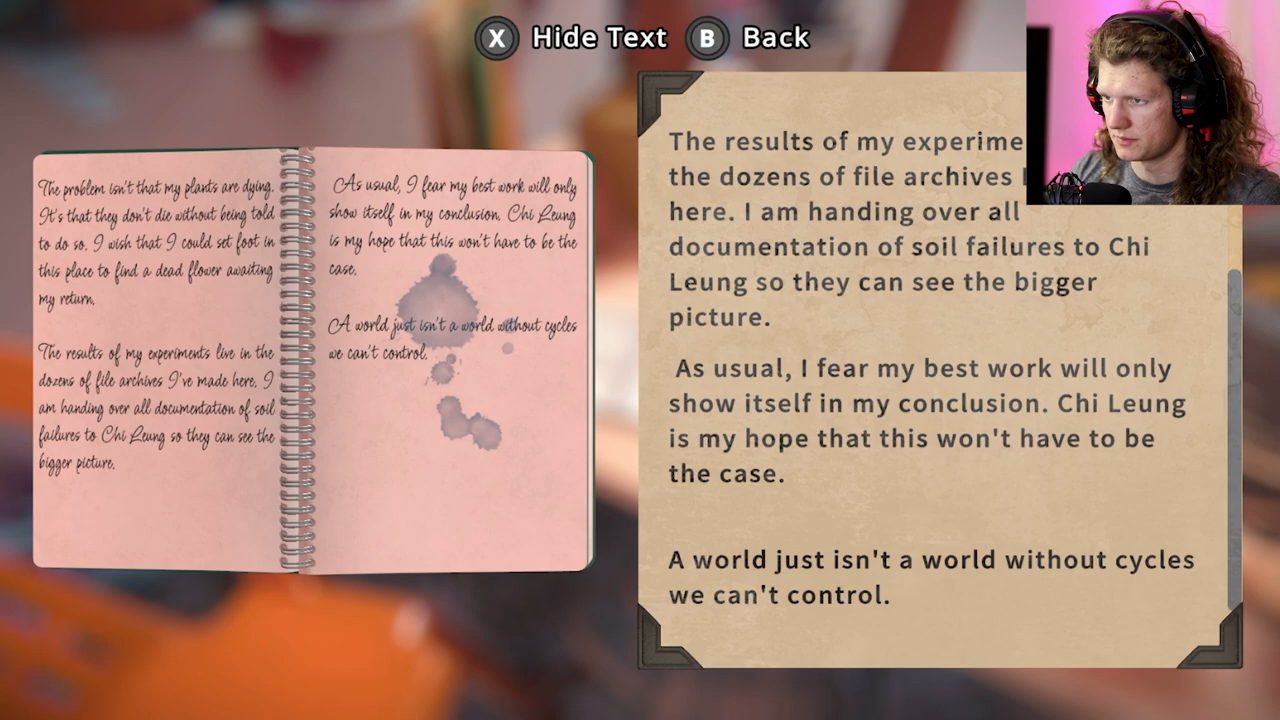 X Hide Text B Back
The problem isn't that my plants are dying.
It's that they don't die without being told
to do so. I wish that I could set foot in
this place to find a dead flower awaiting
my return.
The results of my experiments live in the
dozens of file archives I've made here. I
am handing over all documentation of soil
failures to Chi Leung so they can see the
bigger picture.
As usual, I fear my best work will only
show itself in my conclusion. Chi Leung
is my hope that this won't have to be the
case.
A world just isn't a world without cycles
we can't control.
The results of my experime
the dozens of file archives I
here. I am handing over all
documentation of soil failures to Chi
Leung so they can see the bigger
picture.
As usual, I fear my best work will only
show itself in my conclusion. Chi Leung
is my hope that this won't have to be
the case.
A world just isn't a world without cycles
we can't control.